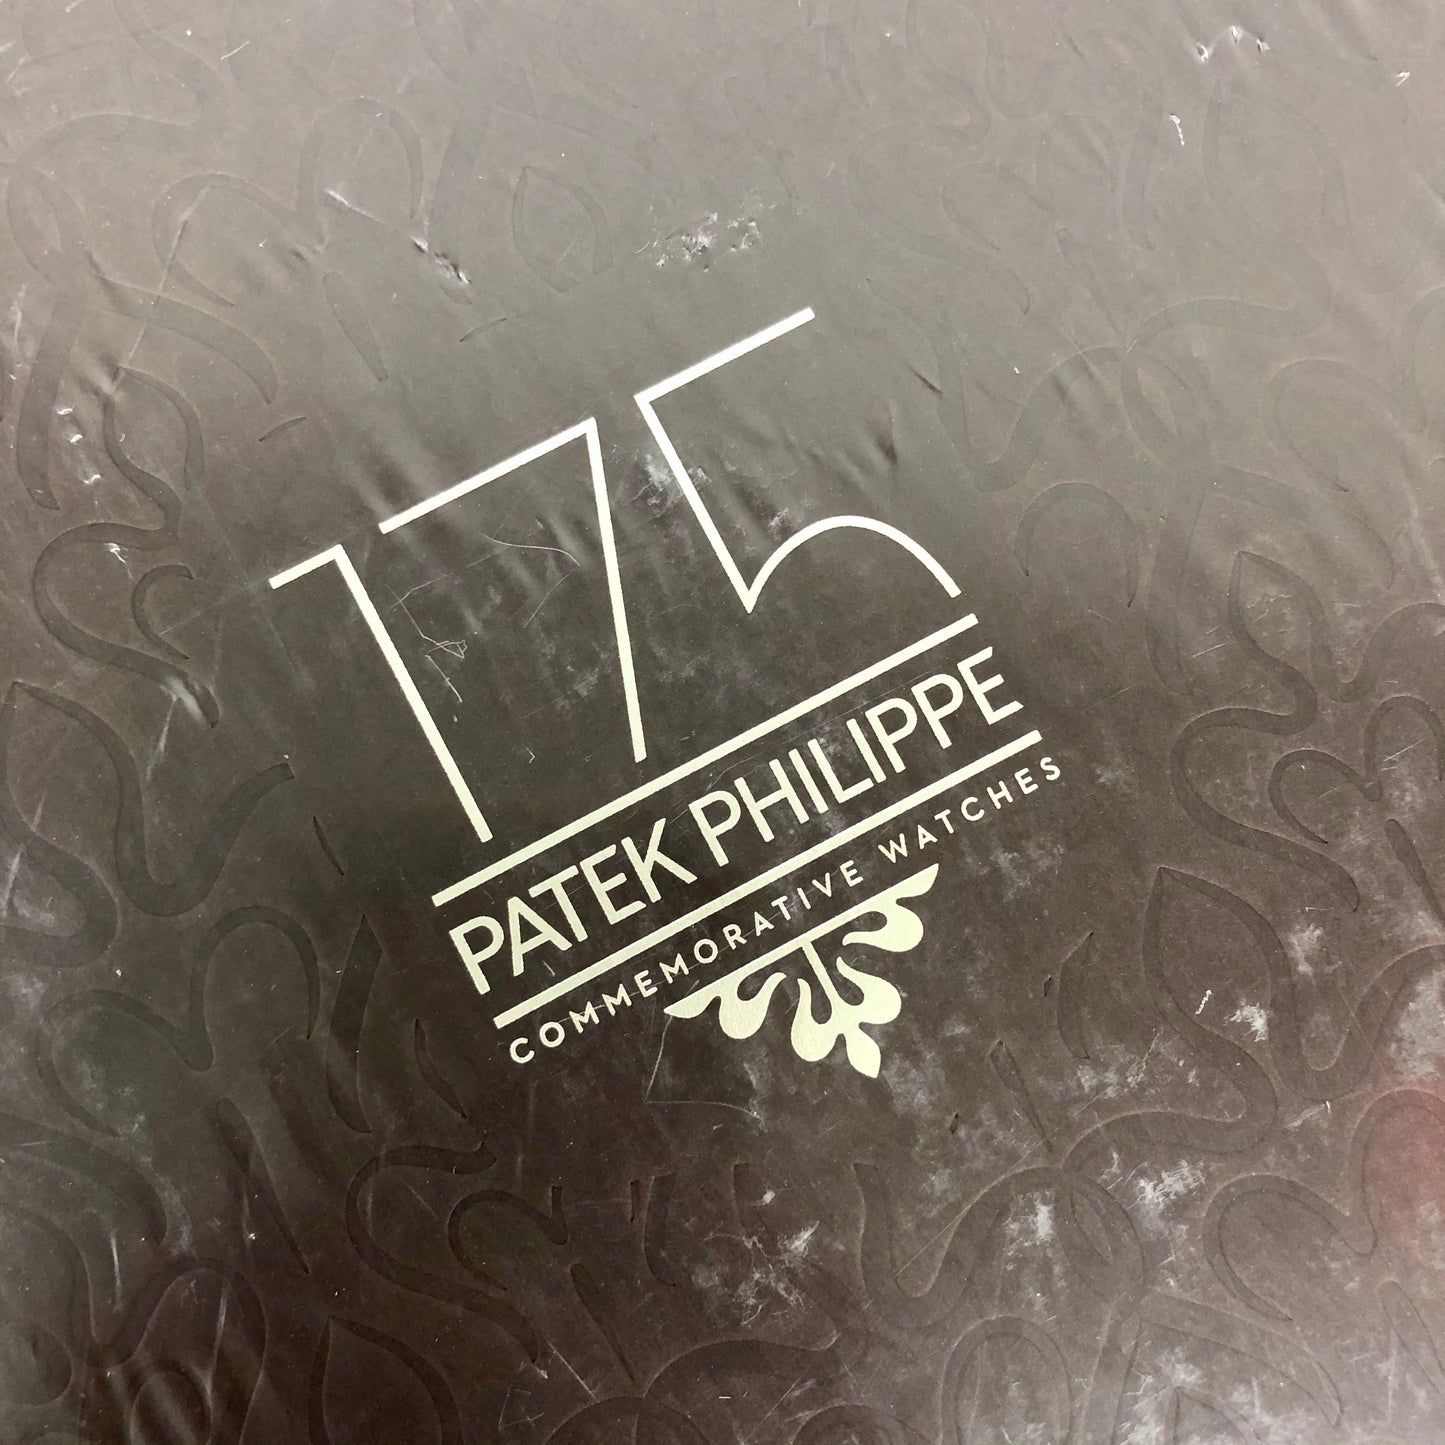 175
PATEK PHILIPPE
COMMEMORATIVE WATCHES